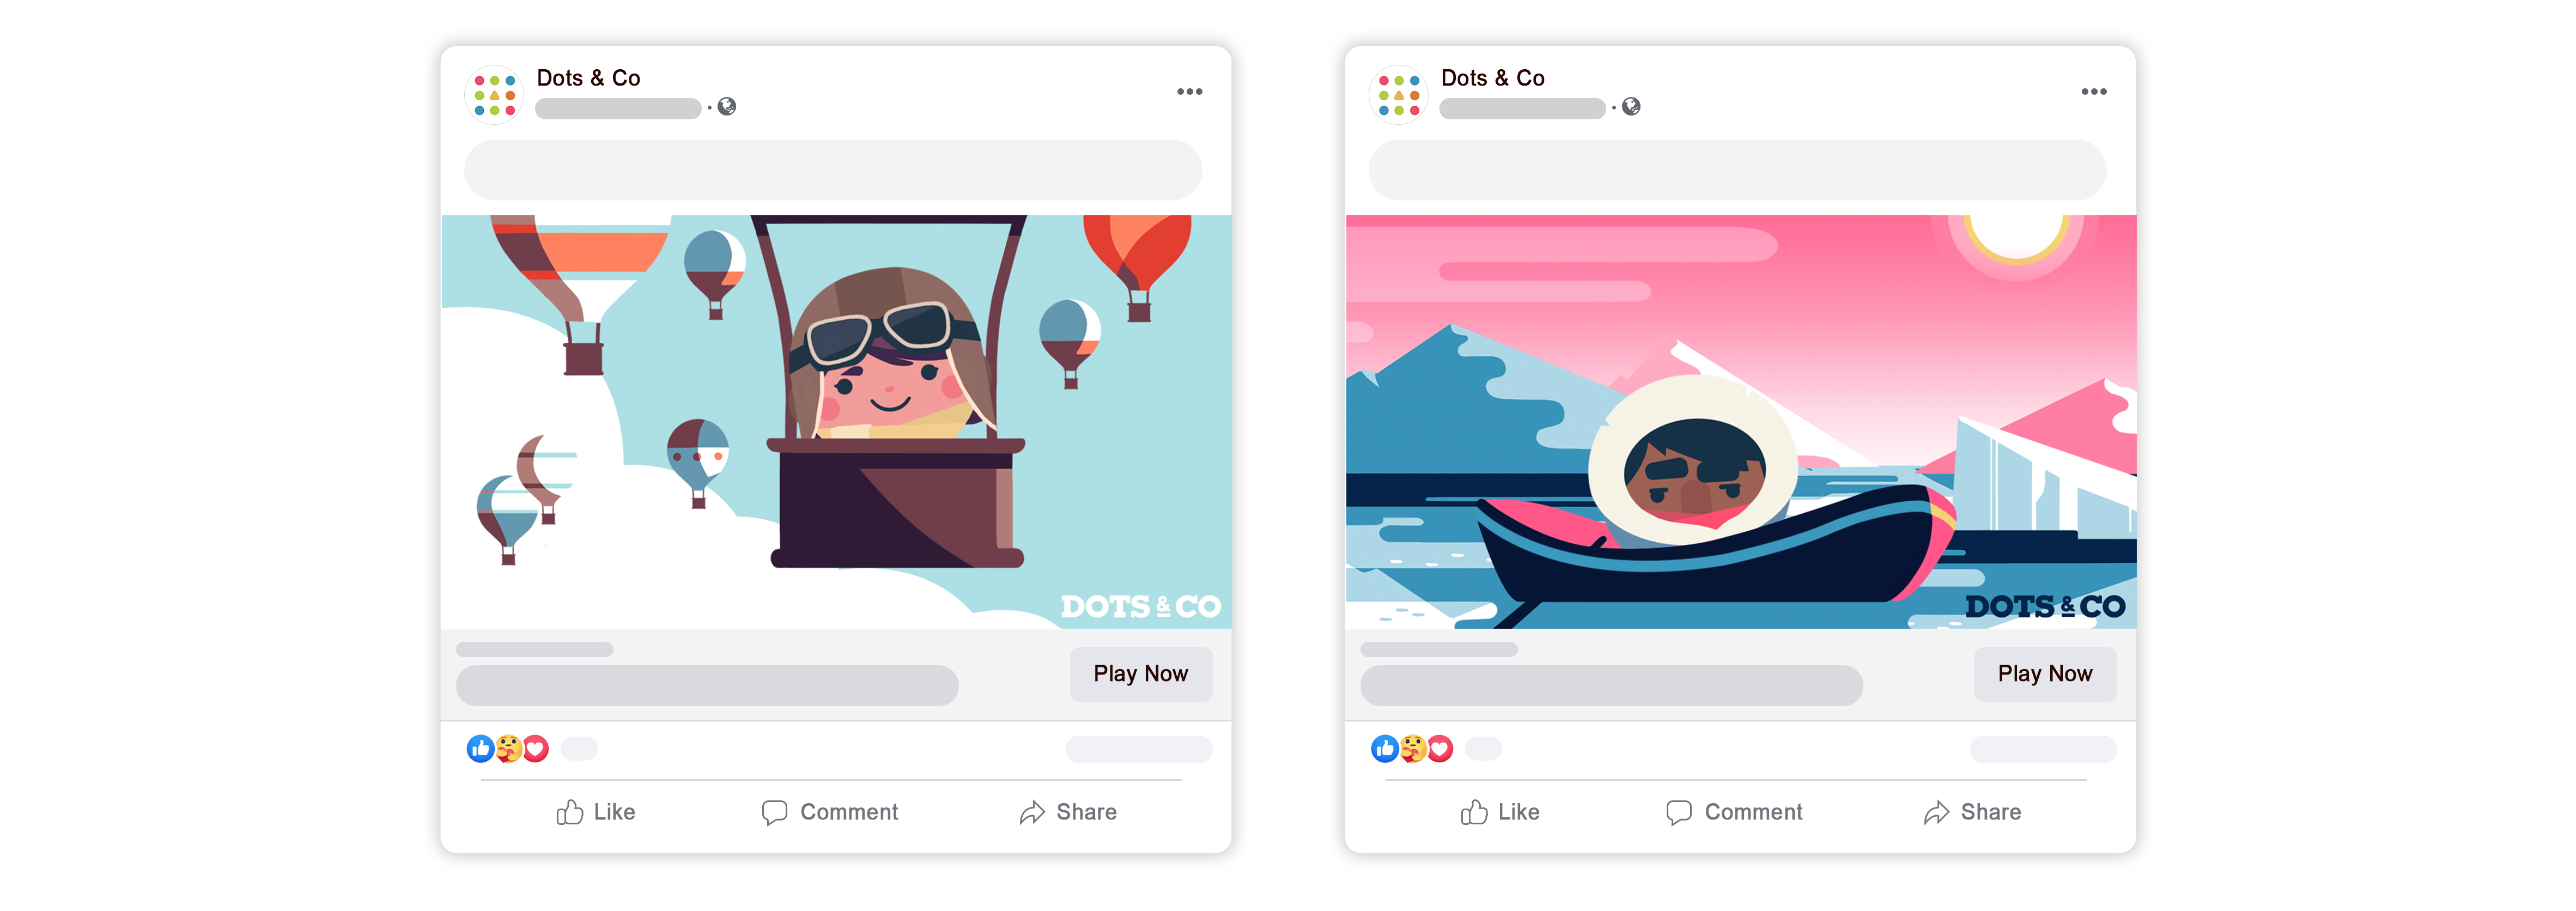 Dots & Co
DOTS & CO
Play Now
Like
Comment
Share
Dots & Co
DOTS & CO
Play Now
Like
Comment
Share